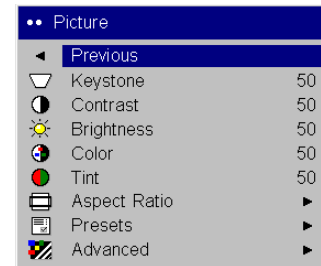 Picture
Previous
Keystone 50
Contrast 50
Brightness 50
Color 50
Tint 50
Aspect Ratio
Presets
Advanced